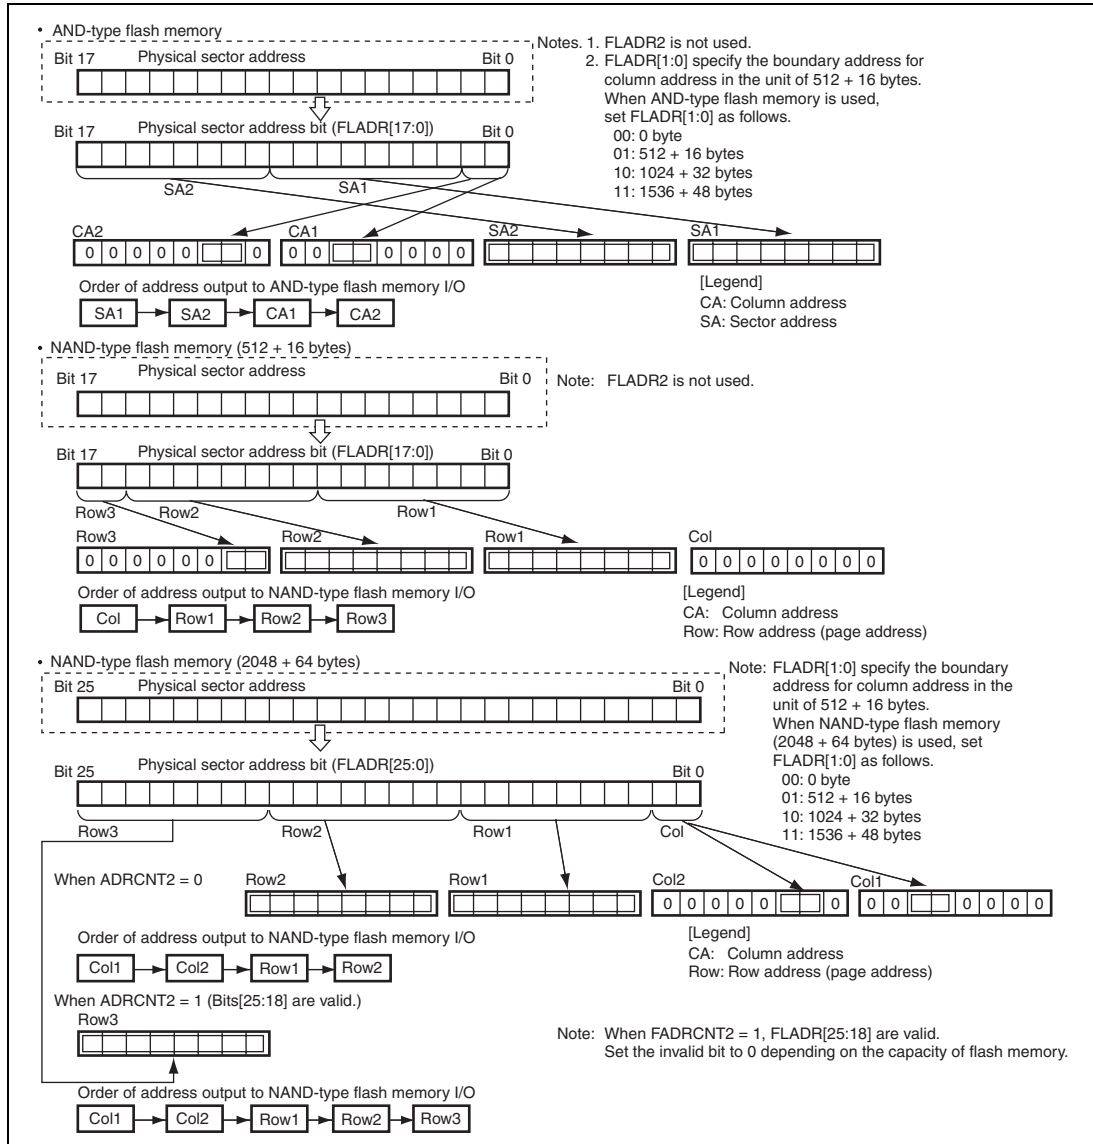 • AND-type flash memory
Bit 17 Physical sector address Bit 0
Notes. 1. FLADR2 is not used.
2. FLADR[1:0] specify the boundary address for
column address in the unit of 512 + 16 bytes.
When AND-type flash memory is used,
set FLADR[1:0] as follows.
00: 0 byte
01: 512 + 16 bytes
10: 1024 + 32 bytes
11: 1536 + 48 bytes
Bit 17 Physical sector address bit (FLADR[17:0]) Bit 0
SA2 SA1
CA2 CA1 SA2 SA1
0 0 0 0 0 0 0 0 0 0 0 0
[Legend]
CA: Column address
SA: Sector address
Order of address output to AND-type flash memory I/O
SA1 SA2 CA1 CA2
• NAND-type flash memory (512 + 16 bytes)
Bit 17 Physical sector address Bit 0
Note: FLADR2 is not used.
Bit 17 Physical sector address bit (FLADR[17:0]) Bit 0
Row3 Row2 Row1
Row3 Row2 Row1 Col
0 0 0 0 0 0 0 0 0 0 0 0 0 0
Order of address output to NAND-type flash memory I/O
Col Row1 Row2 Row3
[Legend]
CA: Column address
Row: Row address (page address)
• NAND-type flash memory (2048 + 64 bytes)
Bit 25 Physical sector address Bit 0
Note: FLADR[1:0] specify the boundary
address for column address in the
unit of 512 + 16 bytes.
When NAND-type flash memory
(2048 + 64 bytes) is used, set
FLADR[1:0] as follows.
00: 0 byte
01: 512 + 16 bytes
10: 1024 + 32 bytes
11: 1536 + 48 bytes
Bit 25 Physical sector address bit (FLADR[25:0]) Bit 0
Row3 Row2 Row1 Col
When ADRCNT2 = 0
Row2 Row1 Col2 Col1
0 0 0 0 0 0 0 0 0 0 0 0
Order of address output to NAND-type flash memory I/O
Col1 Col2 Row1 Row2
[Legend]
CA: Column address
Row: Row address (page address)
When ADRCNT2 = 1 (Bits[25:18] are valid.)
Row3
Note: When FADRCNT2 = 1, FLADR[25:18] are valid.
Set the invalid bit to 0 depending on the capacity of flash memory.
Order of address output to NAND-type flash memory I/O
Col1 Col2 Row1 Row2 Row3